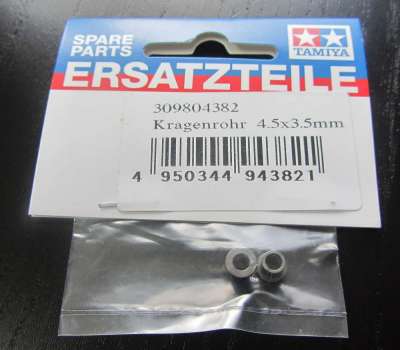 SPARE
PARTS
TAMIYA
ERSATZTEILE
309804382
Kragenrohr 4.5x3.5mm
4 950344 943821